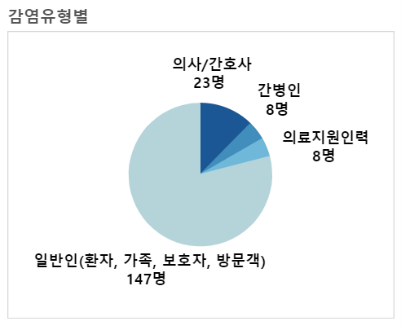 감염유형별
의사/간호사
23명
간병인
8명
의료지원인력
8명
일반인(환자, 가족, 보호자, 방문객)
147명